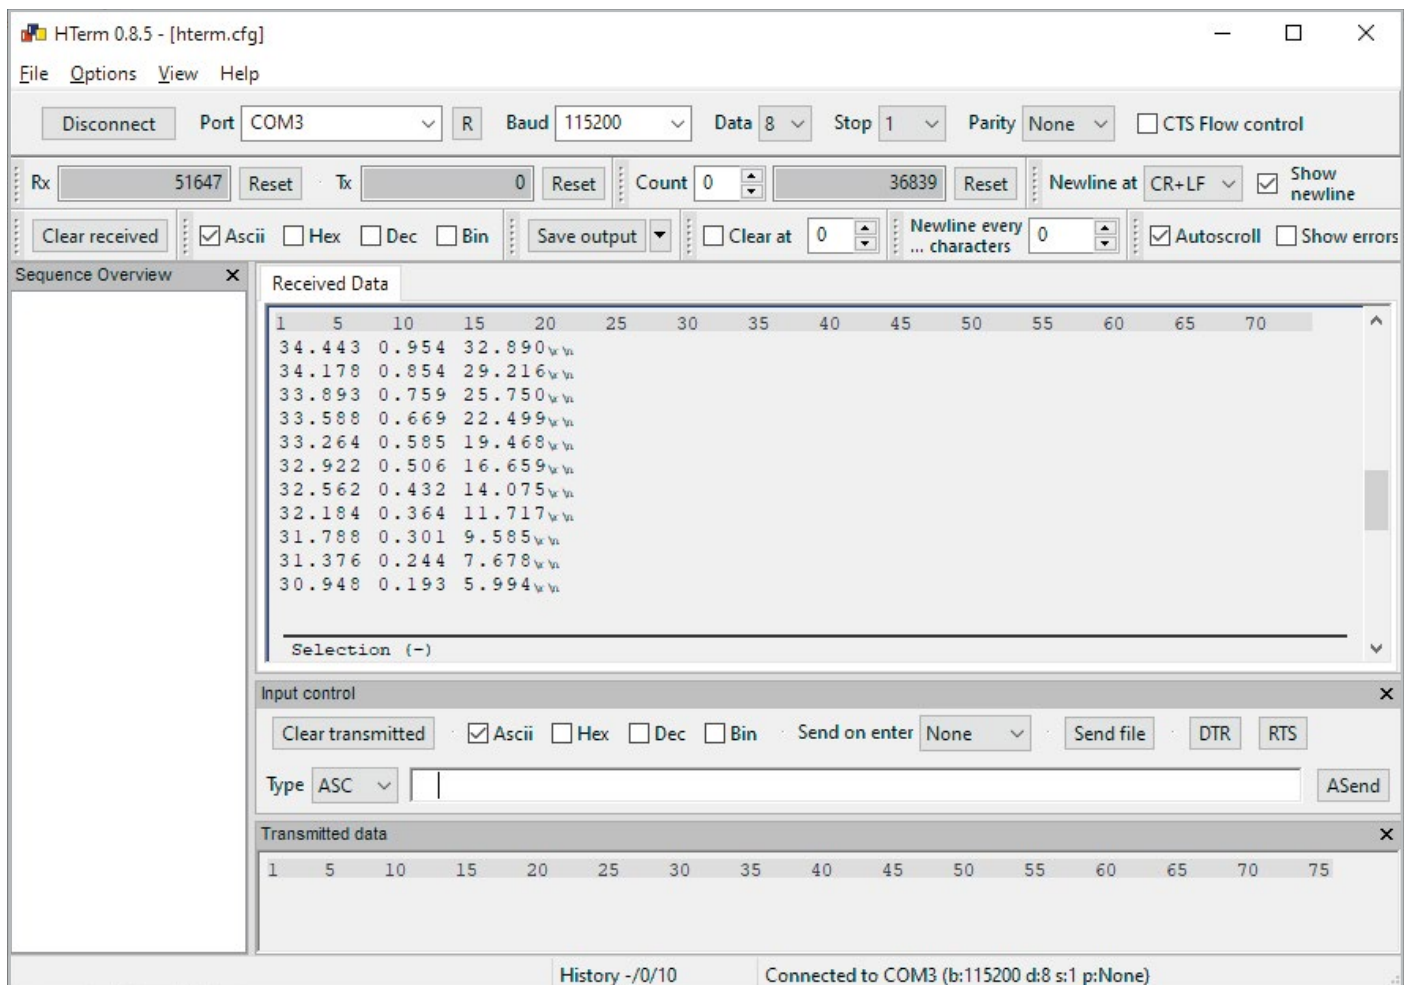 HTerm 0.8.5 - [hterm.cfg]
File Options View Help
Disconnect Port COM3 R Baud 115200 Data 8 Stop 1 Parity None CTS Flow control
Rx 51647 Reset Tx 0 Reset Count 0 36839 Reset Newline at CR+LF Show newline
Clear received Ascii Hex Dec Bin Save output Clear at 0 Newline every ... characters 0 Autoscroll Show errors
Sequence Overview
Received Data
1 5 10 15 20 25 30 35 40 45 50 55 60 65 70
34.443 0.954 32.890\r\n
34.178 0.854 29.216\r\n
33.893 0.759 25.750\r\n
33.588 0.669 22.499\r\n
33.264 0.585 19.468\r\n
32.922 0.506 16.659\r\n
32.562 0.432 14.075\r\n
32.184 0.364 11.717\r\n
31.788 0.301 9.585\r\n
31.376 0.244 7.678\r\n
30.948 0.193 5.994\r\n
Selection (-)
Input control
Clear transmitted Ascii Hex Dec Bin Send on enter None Send file DTR RTS
Type ASC ASend
Transmitted data
1 5 10 15 20 25 30 35 40 45 50 55 60 65 70 75
History -/0/10 Connected to COM3 (b:115200 d:8 s:1 p:None)